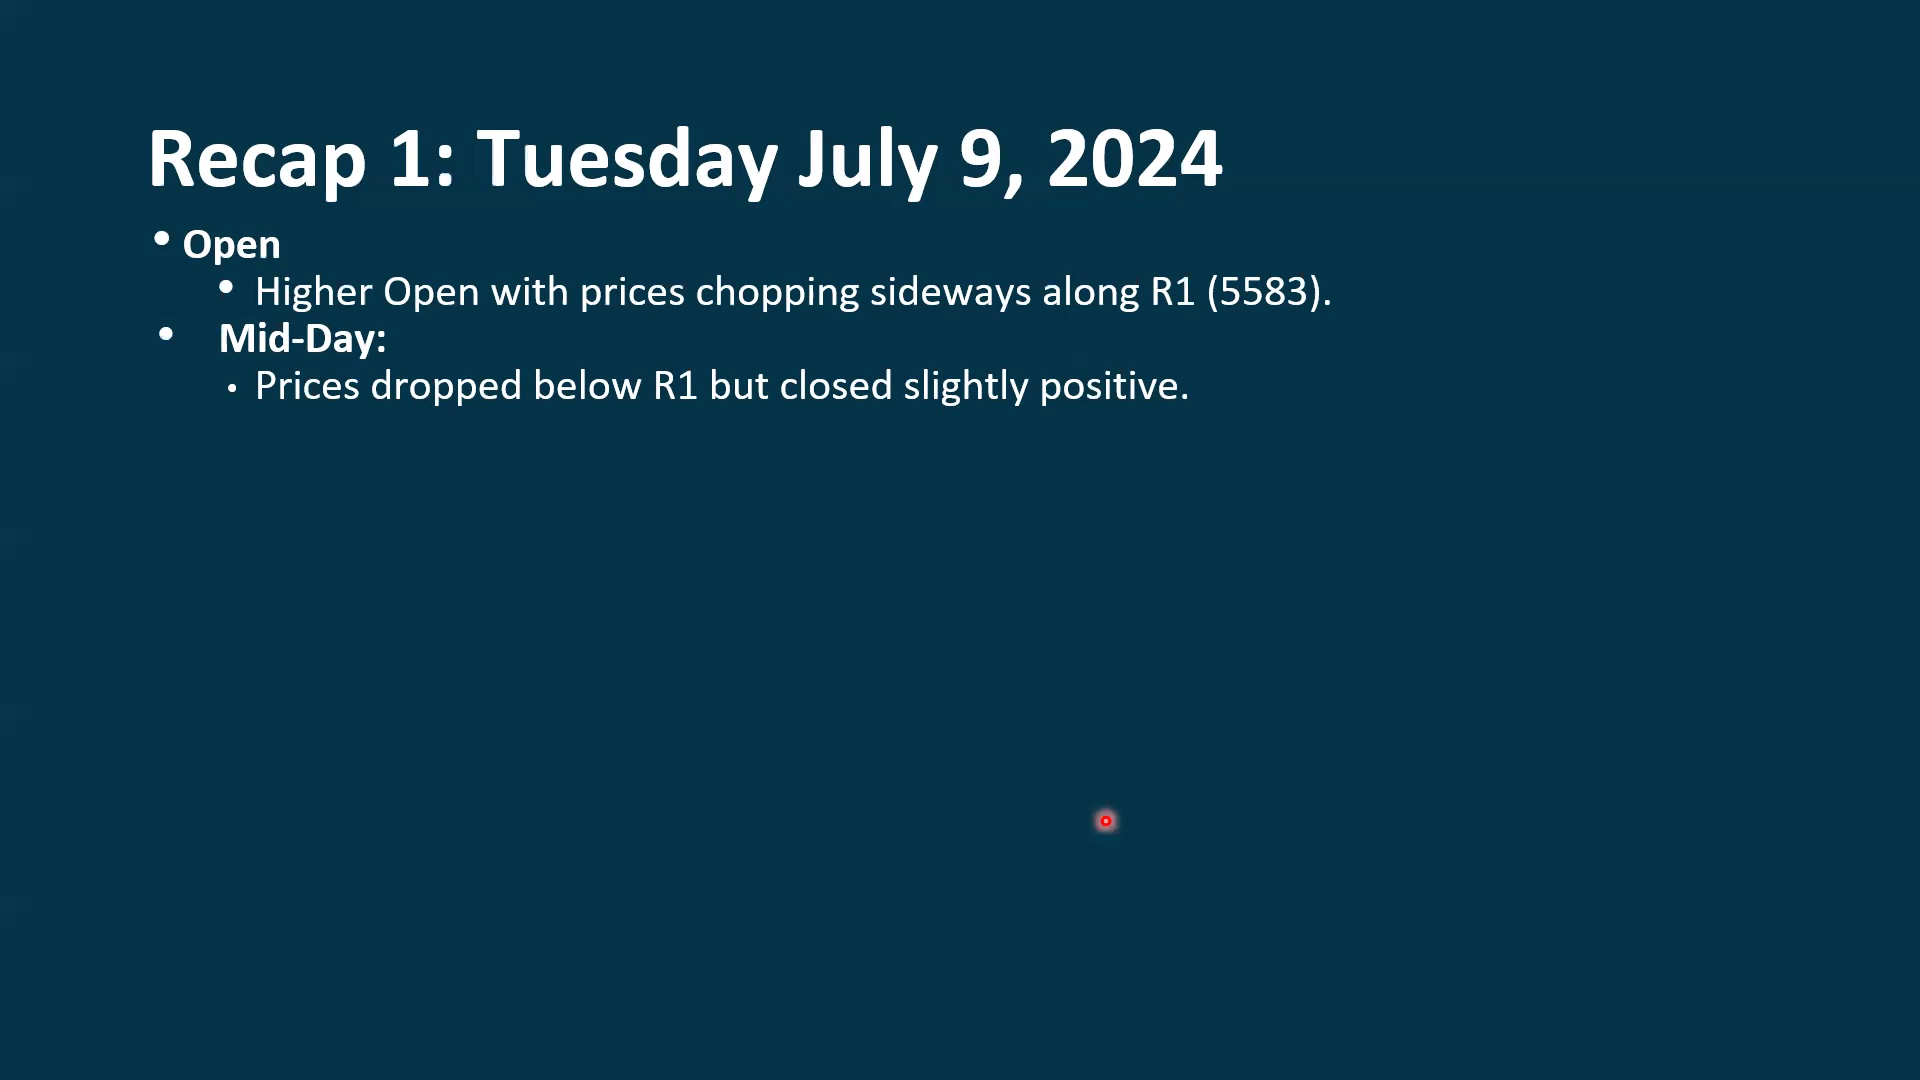 Recap 1: Tuesday July 9, 2024
• Open
• Higher Open with prices chopping sideways along R1 (5583).
• Mid-Day:
• Prices dropped below R1 but closed slightly positive.